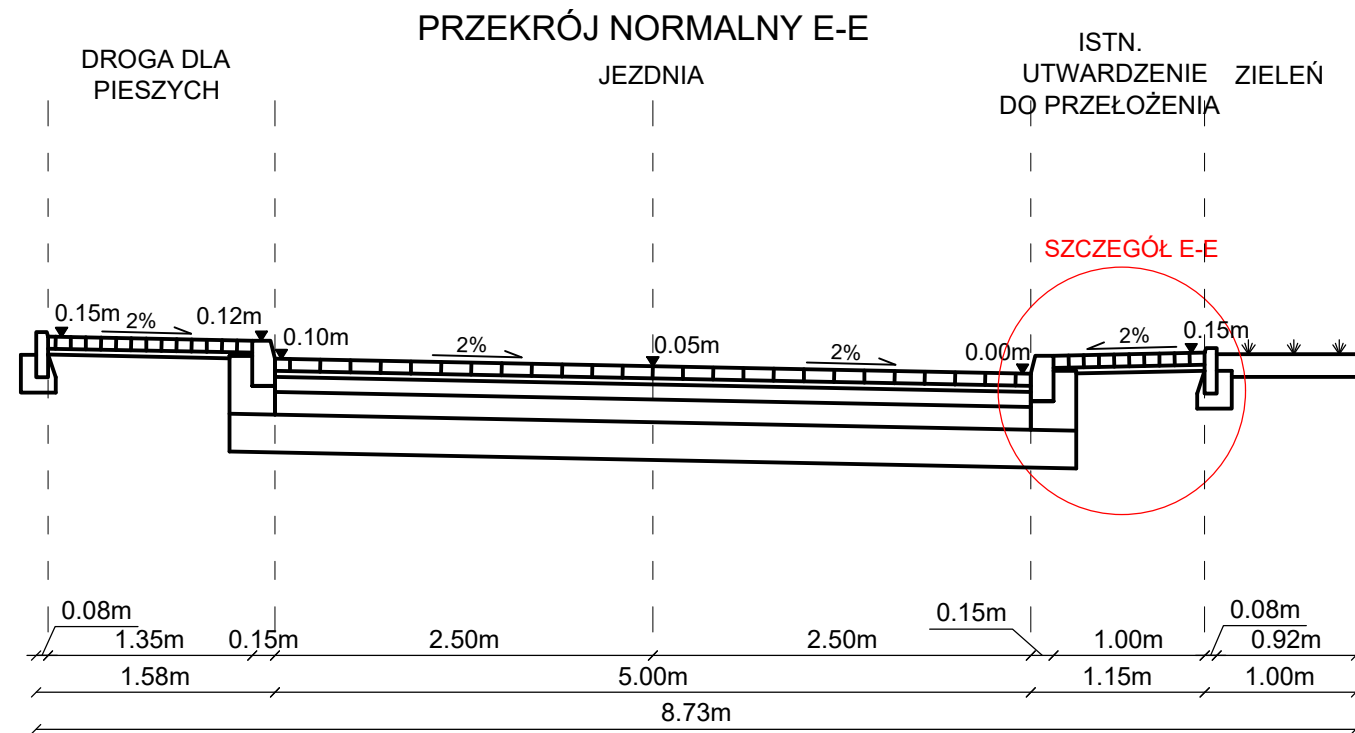 PRZEKRÓJ NORMALNY E-E
DROGA DLA
PIESZYCH
JEZDNIA
ISTN.
UTWARDZENIE
DO PRZEŁOŻENIA
ZIELEŃ
SZCZEGÓŁ E-E
0.15m
2%
0.12m
0.10m
2%
0.05m
2%
0.00m
2%
0.15m
0.08m
1.35m
0.15m
2.50m
2.50m
0.15m
1.00m
0.08m
0.92m
1.58m
5.00m
1.15m
1.00m
8.73m